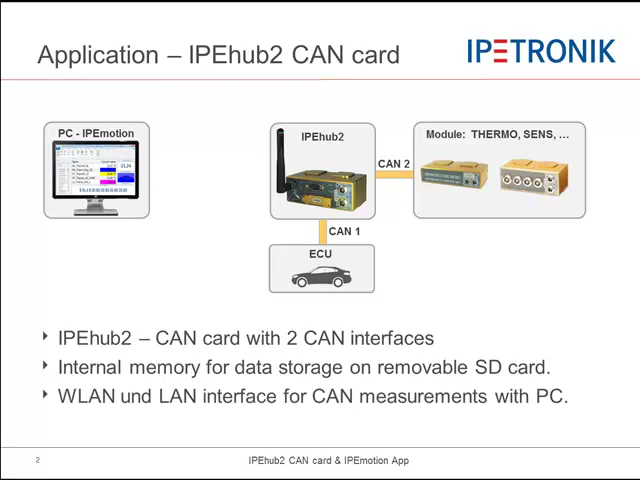 Application – IPEhub2 CAN card
IPETRONIK
PC - IPEmotion
IPEhub2
Module: THERMO, SENS, ...
CAN 2
CAN 1
ECU
IPEhub2 – CAN card with 2 CAN interfaces
Internal memory for data storage on removable SD card.
WLAN und LAN interface for CAN measurements with PC.
2
IPEhub2 CAN card & IPEmotion App